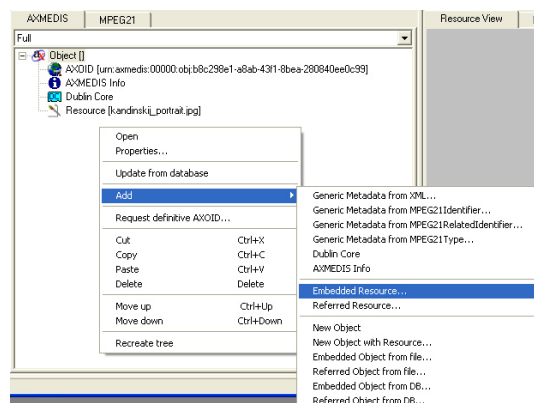 AXMEDIS
MPEG21
Resource View
Full
Object []
AXOID [urn:axmedis:00000:obj:b8c298e1-a8ab-43f1-8bea-280840ee0c99]
AXMEDIS Info
Dublin Core
Resource [kandinskij_portrait.jpg]
Open
Properties...
Update from database
Add
Request definitive AXOID...
Cut Ctrl+X
Copy Ctrl+C
Paste Ctrl+V
Delete Delete
Move up Ctrl+Up
Move down Ctrl+Down
Recreate tree
Generic Metadata from XML...
Generic Metadata from MPEG21Identifier...
Generic Metadata from MPEG21RelatedIdentifier...
Generic Metadata from MPEG21Type...
Dublin Core
AXMEDIS Info
Embedded Resource...
Referred Resource...
New Object
New Object with Resource...
Embedded Object from file...
Referred Object from file...
Embedded Object from DB...
Referred Object from DB...